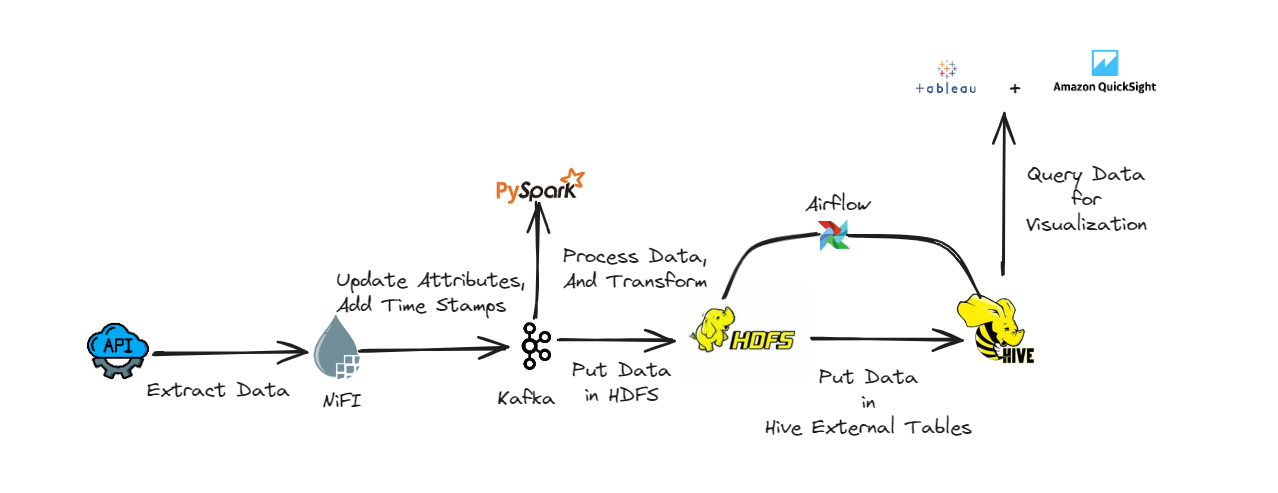 +ableau
+
Amazon QuickSight
Query Data
for
Visualization
PySpark
Airflow
Process Data,
And Transform
Update Attributes,
Add Time Stamps
API
HDFS
HIVE
Extract Data
NiFI
Kafka
Put Data
in HDFS
Put Data
in
Hive External Tables